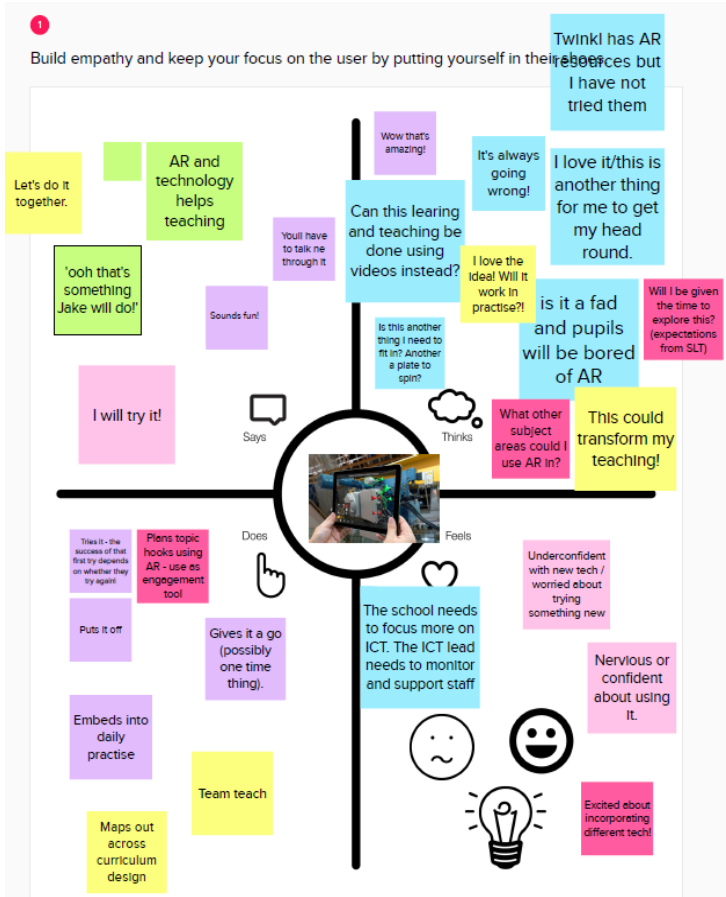 1
Build empathy and keep your focus on the user by putting yourself in their shoes.
Twinkl has AR
resources but
I have not
tried them
Let's do it
together.
AR and
technology
helps
teaching
'ooh that's
something
Jake will do!'
Youll have
to talk ne
through it
Sounds fun!
I will try it!
Says
Wow that's
amazing!
It's always
going
wrong!
I love it/this is
another thing
for me to get
my head
round.
Can this learing
and teaching be
done using
videos instead?
I love the
idea! Will it
work in
practise?!
is it a fad
and pupils
will be bored
of AR
Will I be given
the time to
explore this?
(expectations
from SLT)
Is this another
thing I need to
fit in? Another
a plate to
spin?
What other
subject
areas could I
use AR in?
This could
transform my
teaching!
Thinks
Does
Tries it - the
success of that
first try depends
on whether they
try again!
Plans topic
hooks using
AR - use as
engagement
tool
Puts it off
Gives it a go
(possibly
one time
thing).
Embeds into
daily
practise
Team teach
Maps out
across
curriculum
design
Feels
Underconfident
with new tech /
worried about
trying
something new
The school needs
to focus more on
ICT. The ICT lead
needs to monitor
and support staff
Nervous or
confident
about using
it.
Excited about
incorporating
different tech!